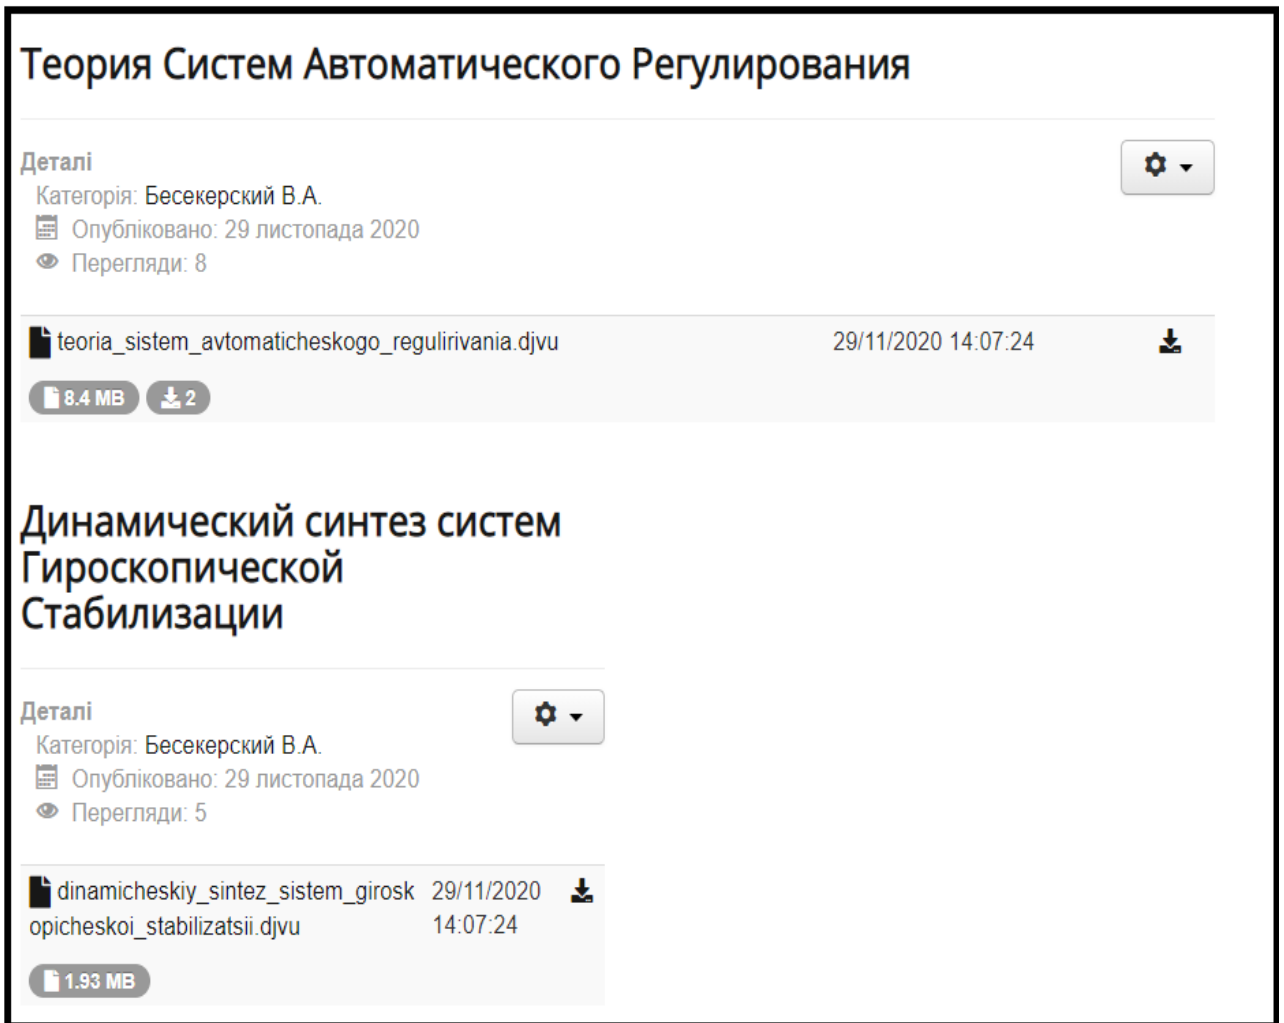 Теория Систем Автоматического Регулирования
Деталі
Категорія: Бесекерский В.А.
Опубліковано: 29 листопада 2020
Перегляди: 8
teoria_sistem_avtomaticheskogo_regulirivania.djvu 29/11/2020 14:07:24
8.4 MB 2
Динамический синтез систем
Гироскопической
Стабилизации
Деталі
Категорія: Бесекерский В.А.
Опубліковано: 29 листопада 2020
Перегляди: 5
dinamicheskiy_sintez_sistem_girosk 29/11/2020
opicheskoi_stabilizatsii.djvu 14:07:24
1.93 MB